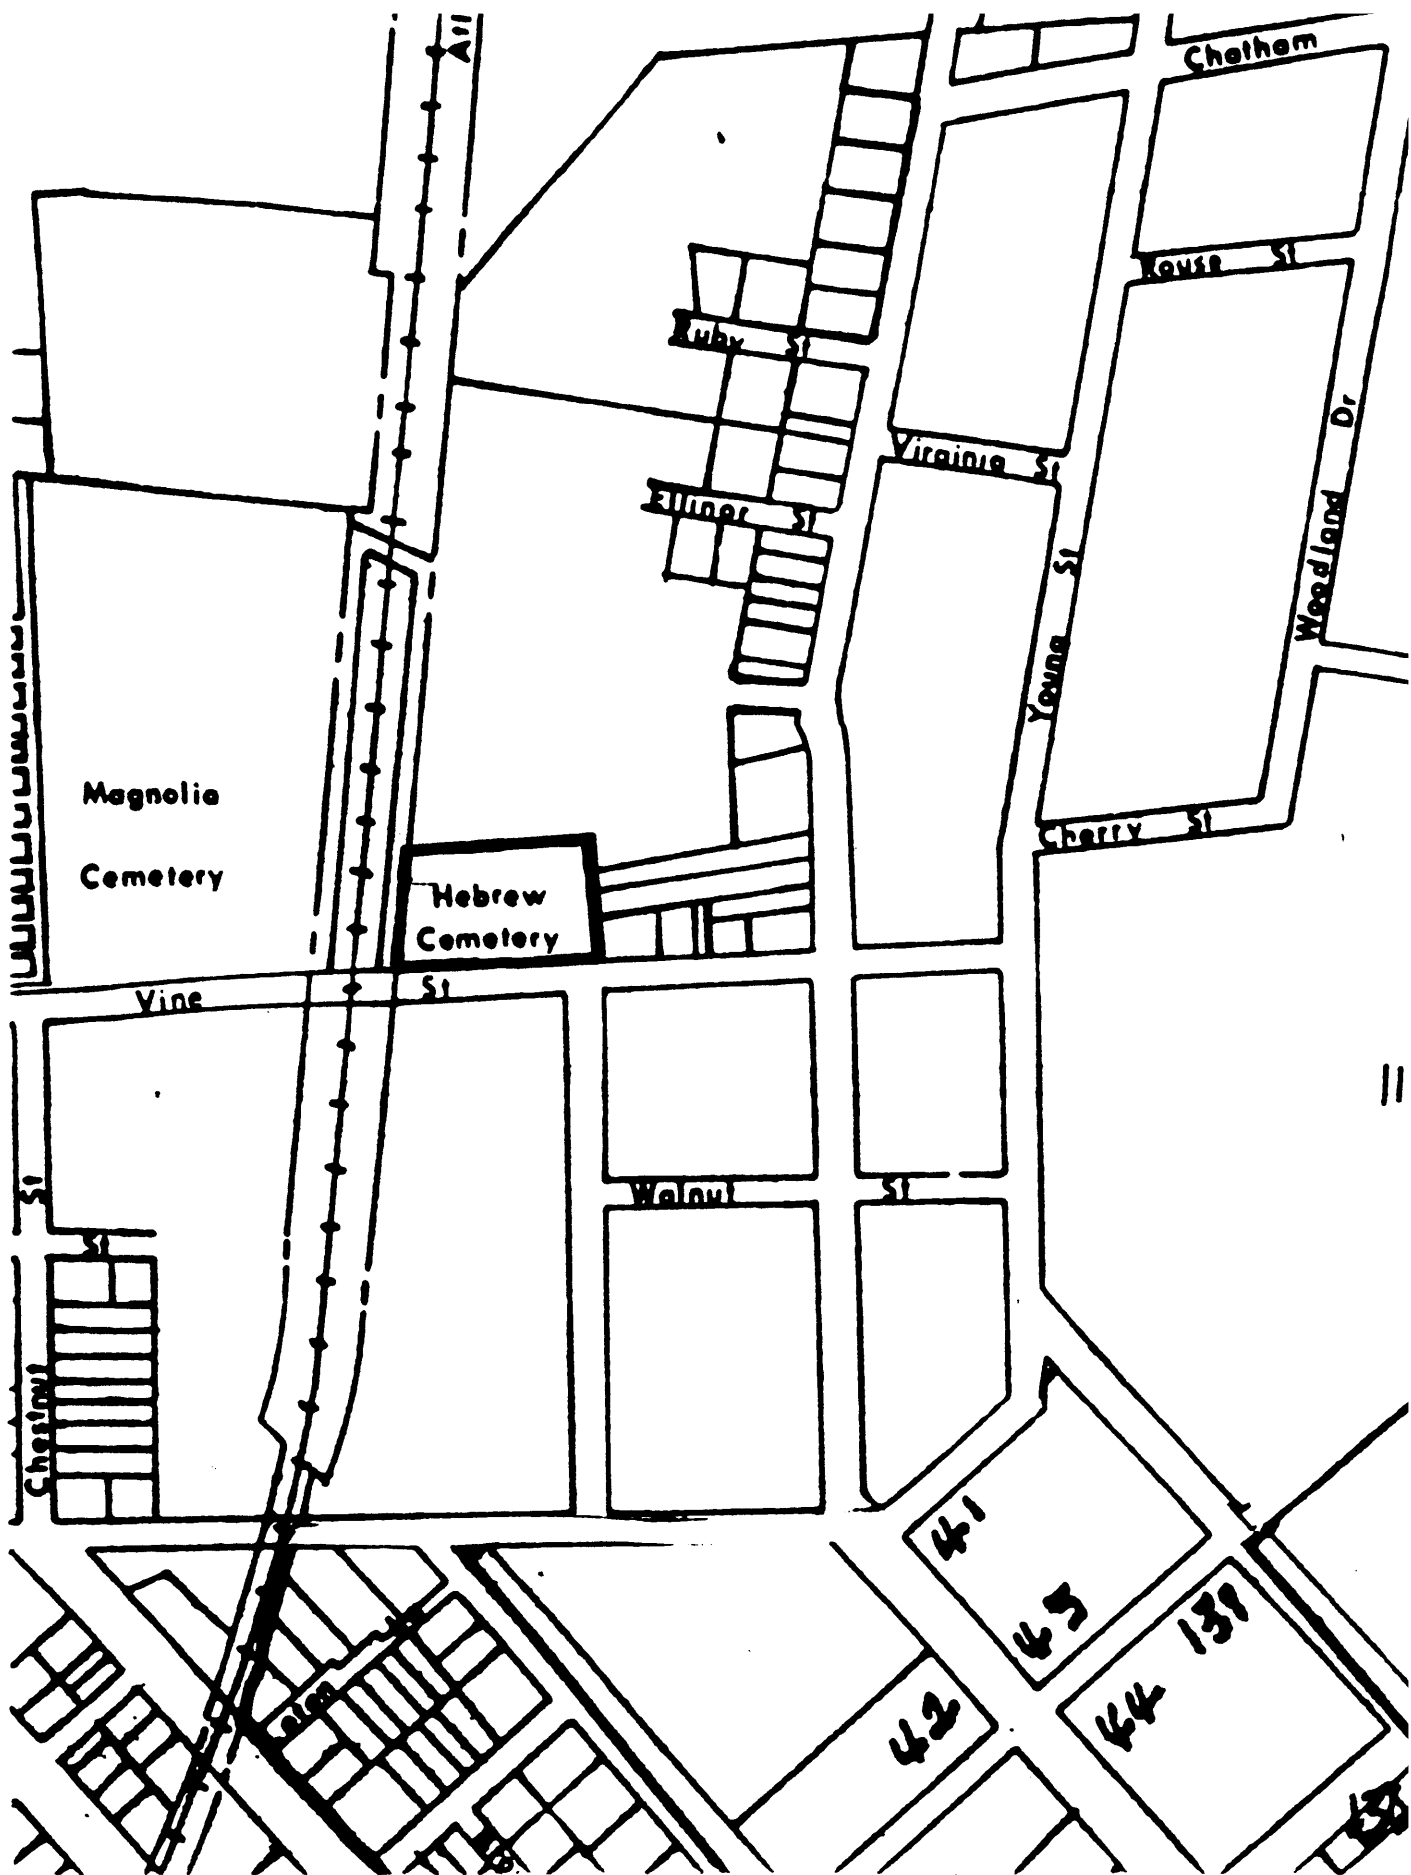 Atl
Chatham
Rouse St
Ruby St
Dr
Virginia St
Ellinor St
Woodland
St
Young
Magnolia
Cemetery
Cherry St
Hebrew
Cemetery
Vine St
St
Walnut St
St
Chestnut
41
43
139
44
42